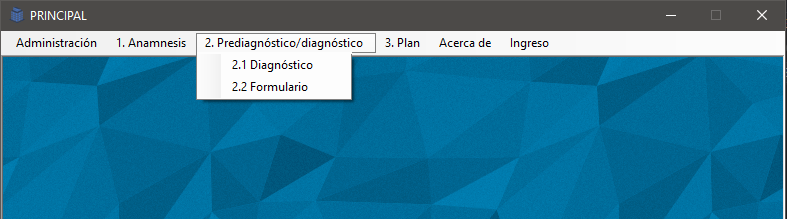 PRINCIPAL
Administración 1. Anamnesis 2. Prediagnóstico/diagnóstico 3. Plan Acerca de Ingreso
2.1 Diagnóstico
2.2 Formulario